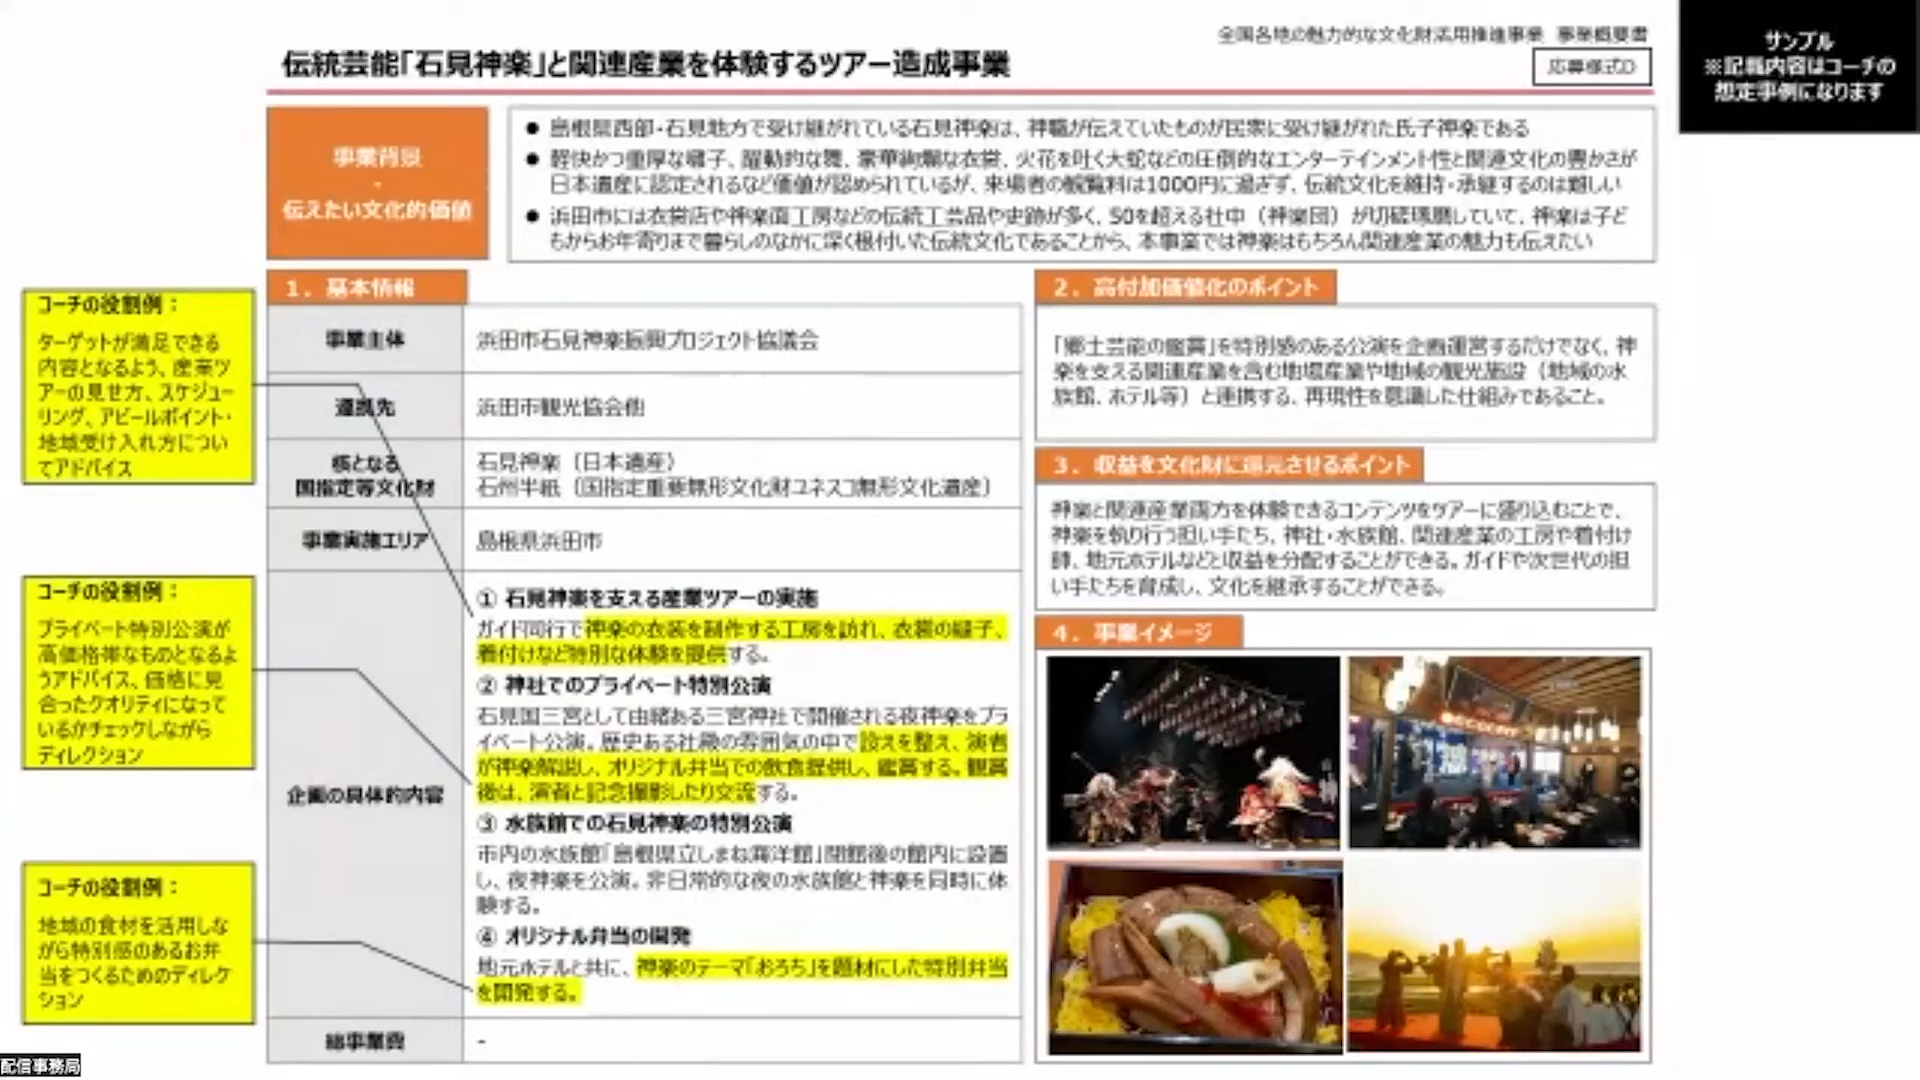 全国各地の魅力的な文化財活用推進事業 事業概要書
伝統芸能「石見神楽」と関連産業を体験するツアー造成事業
応募様式D
サンプル
※記載内容はコーチの
想定事例になります
事業背景
・
伝えたい文化的価値
● 島根県西部・石見地方で受け継がれている石見神楽は、神職が伝えていたものが民衆に受け継がれた氏子神楽である
● 軽快かつ重厚な囃子、躍動的な舞、豪華絢爛な衣裳、火花を吐く大蛇などの圧倒的なエンターテインメント性と関連文化の豊かさが
日本遺産に認定されるなど価値が認められているが、来場者の観覧料は1000円に過ぎず、伝統文化を維持・承継するのは難しい
● 浜田市には衣裳店や神楽面工房などの伝統工芸品や史跡が多く、50を超える社中（神楽団）が切磋琢磨していて、神楽は子ど
もからお年寄りまで暮らしのなかに深く根付いた伝統文化であることから、本事業では神楽はもちろん関連産業の魅力も伝えたい
コーチの役割例：
ターゲットが満足できる
内容となるよう、産業ツ
アーの見せ方、スケジュー
リング、アピールポイント・
地域受け入れ方につい
てアドバイス
コーチの役割例：
プライベート特別公演が
高価格帯なものとなるよ
うアドバイス、価格に見
合ったクオリティになって
いるかチェックしながら
ディレクション
コーチの役割例：
地域の食材を活用しな
がら特別感のあるお弁
当をつくるためのディレク
ション
1．基本情報
事業主体
浜田市石見神楽振興プロジェクト協議会
連携先
浜田市観光協会他
核となる
国指定等文化財
石見神楽（日本遺産）
石州半紙（国指定重要無形文化財ユネスコ無形文化遺産）
事業実施エリア
島根県浜田市
企画の具体的内容
① 石見神楽を支える産業ツアーの実施
ガイド同行で神楽の衣装を制作する工房を訪れ、衣裳の継子、
着付けなど特別な体験を提供する。
② 神社でのプライベート特別公演
石見国三宮として由緒ある三宮神社で開催される夜神楽をプラ
イベート公演。歴史ある社殿の雰囲気の中で設えを整え、演者
が神楽解説し、オリジナル弁当での飲食提供し、鑑賞する。観賞
後は、演者と記念撮影したり交流する。
③ 水族館での石見神楽の特別公演
市内の水族館「島根県立しまね海洋館」閉館後の館内に設置
し、夜神楽を公演。非日常的な夜の水族館と神楽を同時に体
験する。
④ オリジナル弁当の開発
地元ホテルと共に、神楽のテーマ「おろち」を題材にした特別弁当
を開発する。
総事業費
-
2．高付加価値化のポイント
「郷土芸能の鑑賞」を特別感のある公演を企画運営するだけでなく、神
楽を支える関連産業を含む地場産業や地域の観光施設（地域の水
族館、ホテル等）と連携する、再現性を意識した仕組みであること。
3．収益を文化財に還元させるポイント
神楽と関連産業両方を体験できるコンテンツをツアーに盛り込むことで、
神楽を執り行う担い手たち、神社・水族館、関連産業の工房や着付け
師、地元ホテルなどと収益を分配することができる。ガイドや次世代の担
い手たちを育成し、文化を継承することができる。
4．事業イメージ
配信事務局